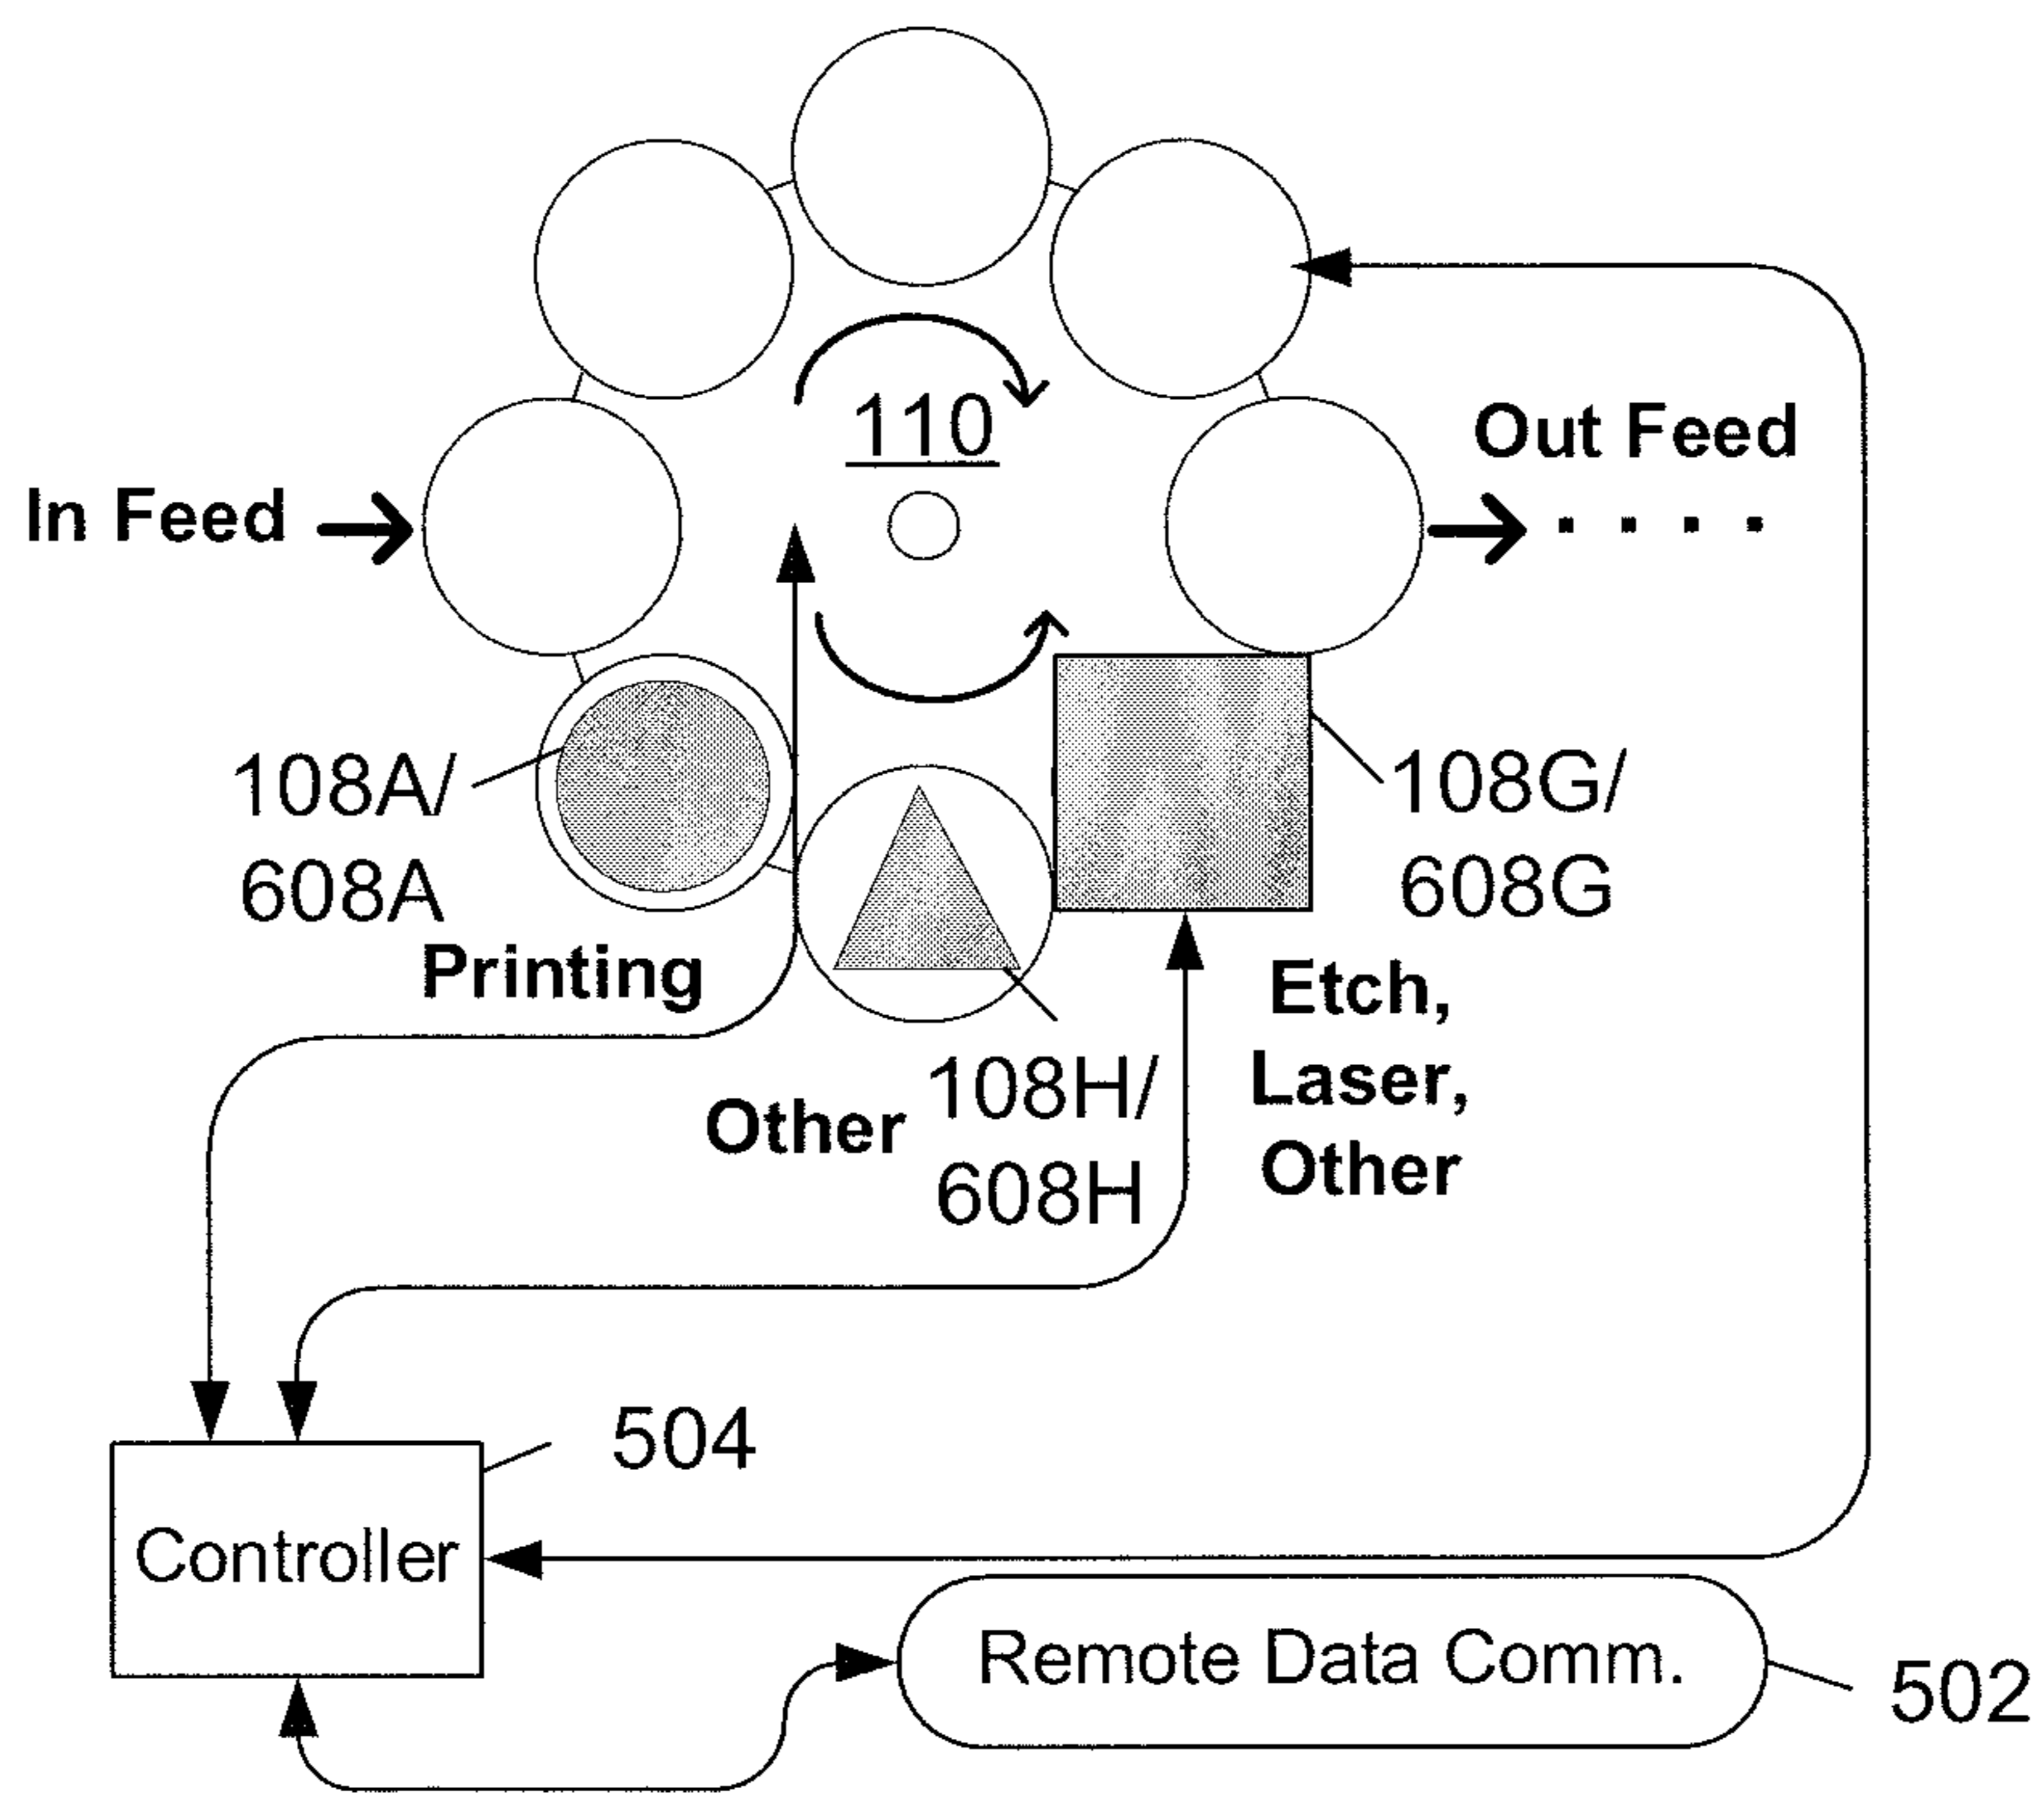 110
Out Feed
In Feed
108A/
608A
Printing
108G/
608G
Etch,
Laser,
Other
108H/
608H
Other
504
Controller
Remote Data Comm.
502